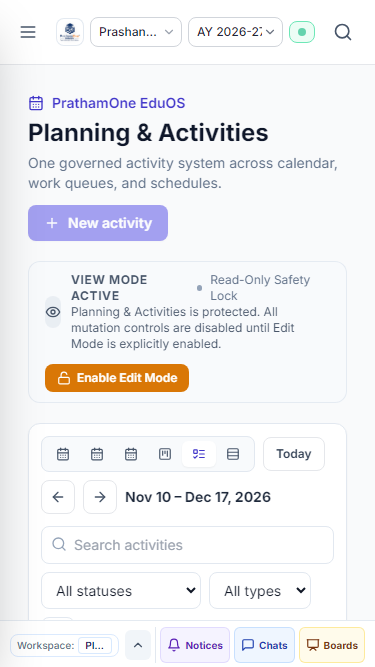 Prashan...
AY 2026-27
PrathamOne EduOS
Planning & Activities
One governed activity system across calendar,
work queues, and schedules.
New activity
VIEW MODE
ACTIVE
Read-Only Safety
Lock
Planning & Activities is protected. All
mutation controls are disabled until Edit
Mode is explicitly enabled.
Enable Edit Mode
Today
Nov 10 – Dec 17, 2026
Search activities
All statuses
All types
Workspace:
Pl...
Notices
Chats
Boards